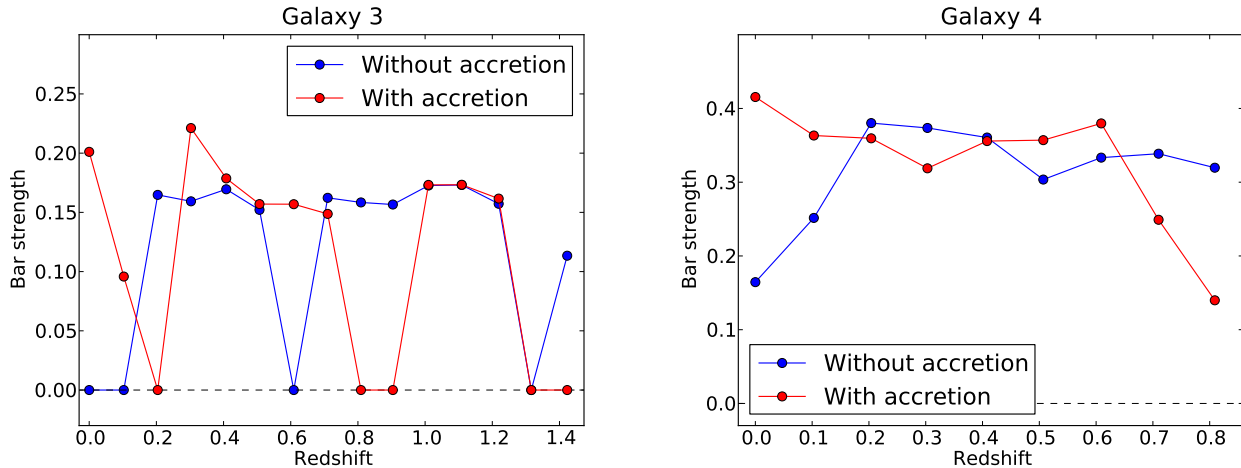 Galaxy 3
Without accretion
With accretion
0.25
0.20
0.15
0.10
0.05
0.00
Bar strength
0.0 0.2 0.4 0.6 0.8 1.0 1.2 1.4
Redshift
Galaxy 4
0.4
0.3
0.2
0.1
0.0
Bar strength
Without accretion
With accretion
0.0 0.1 0.2 0.3 0.4 0.5 0.6 0.7 0.8
Redshift